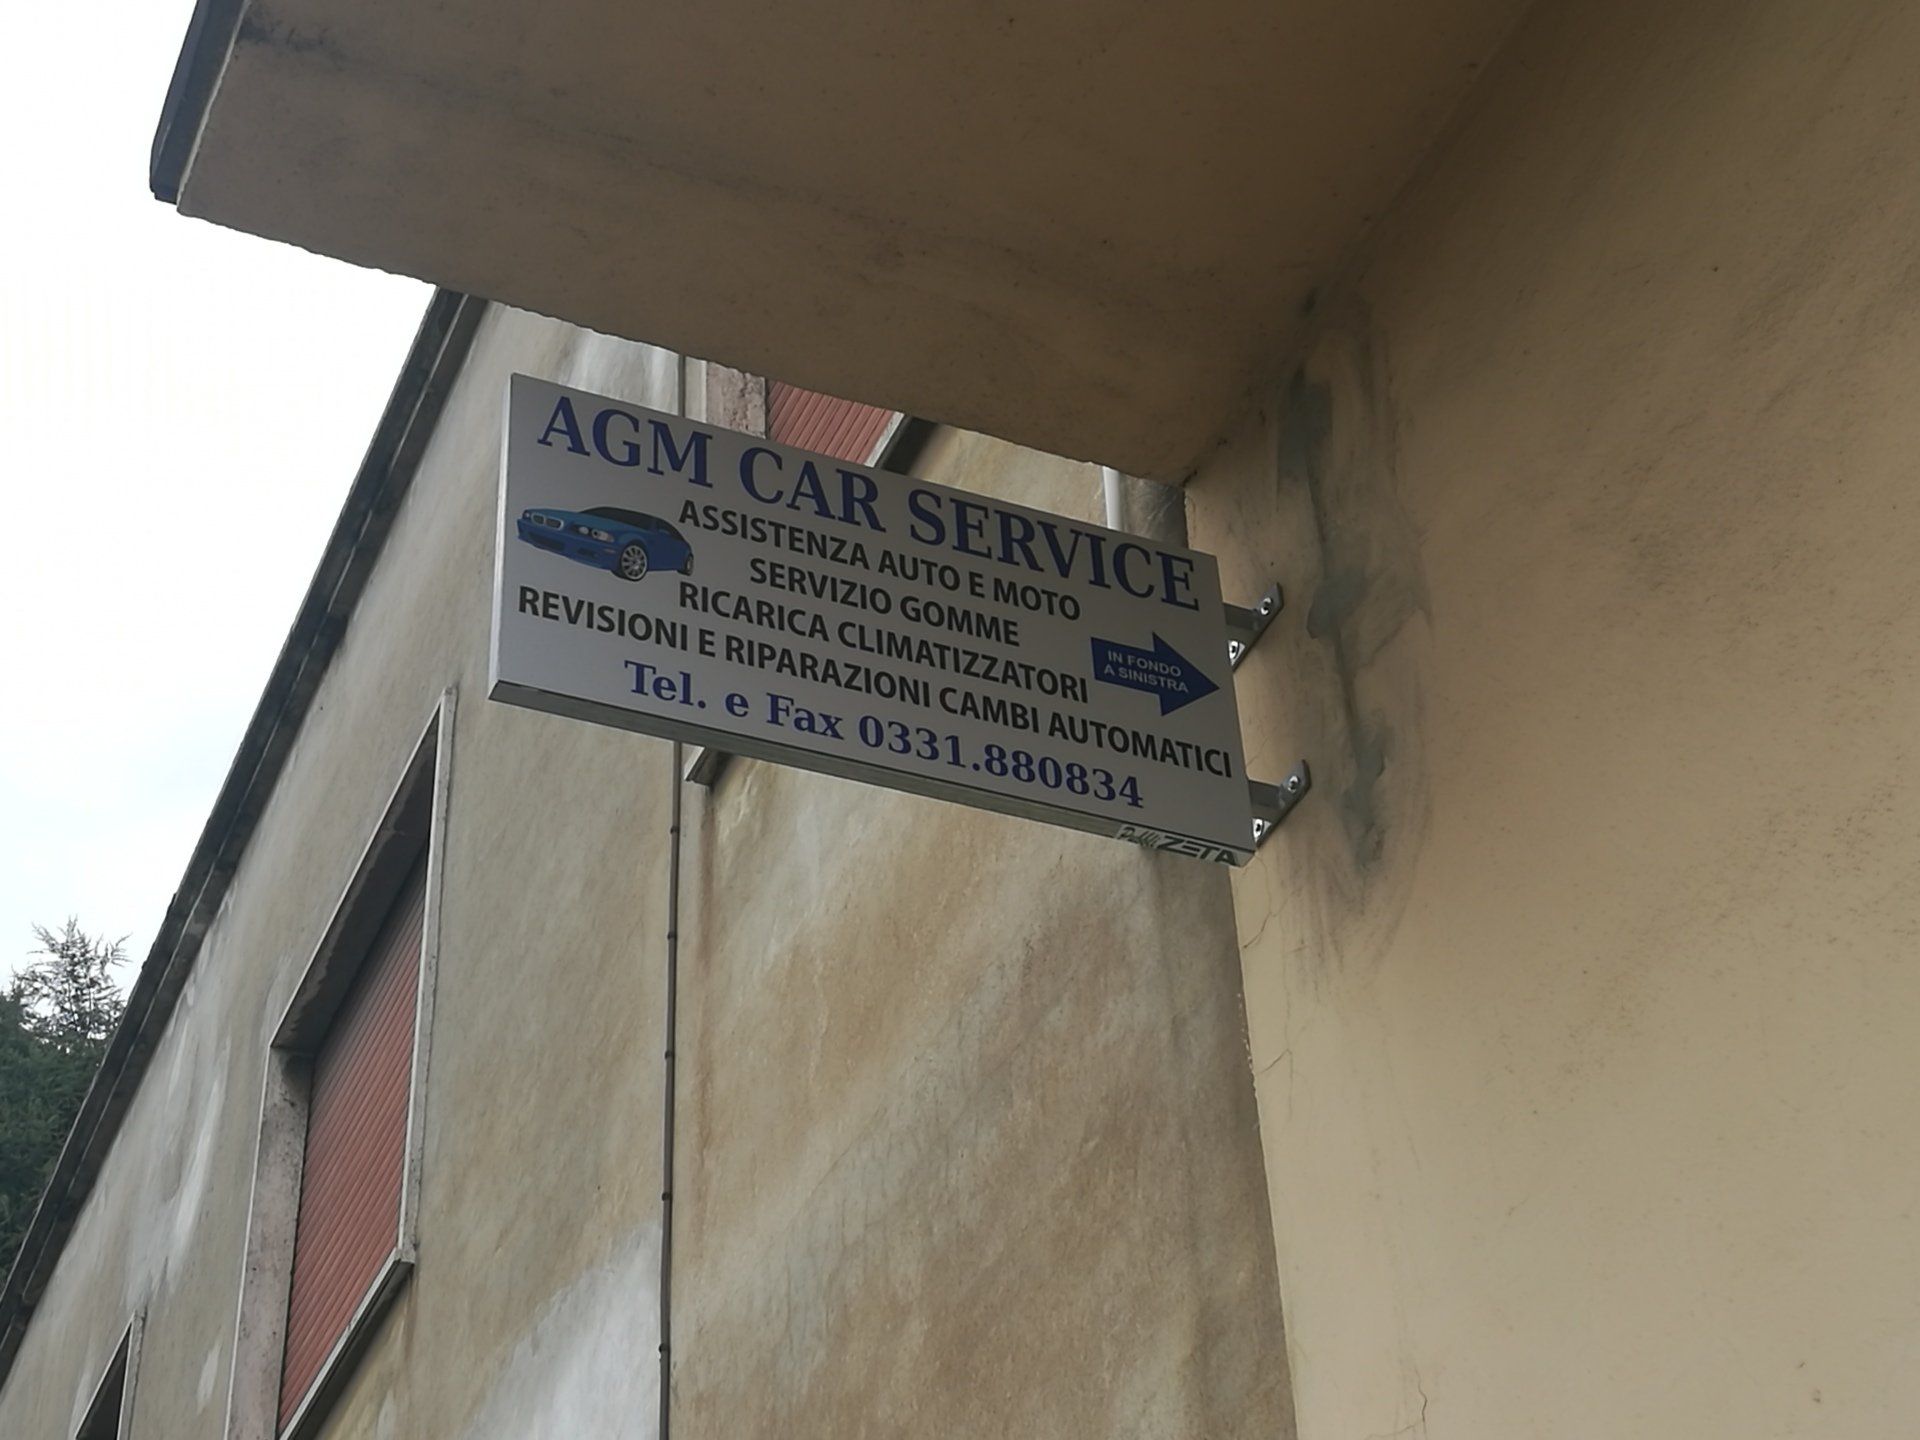 AGM CAR SERVICE
ASSISTENZA AUTO E MOTO
SERVIZIO GOMME
RICARICA CLIMATIZZATORI
IN FONDO
A SINISTRA
REVISIONI E RIPARAZIONI CAMBI AUTOMATICI
Tel. e Fax 0331.880834
Pubbli ZETA